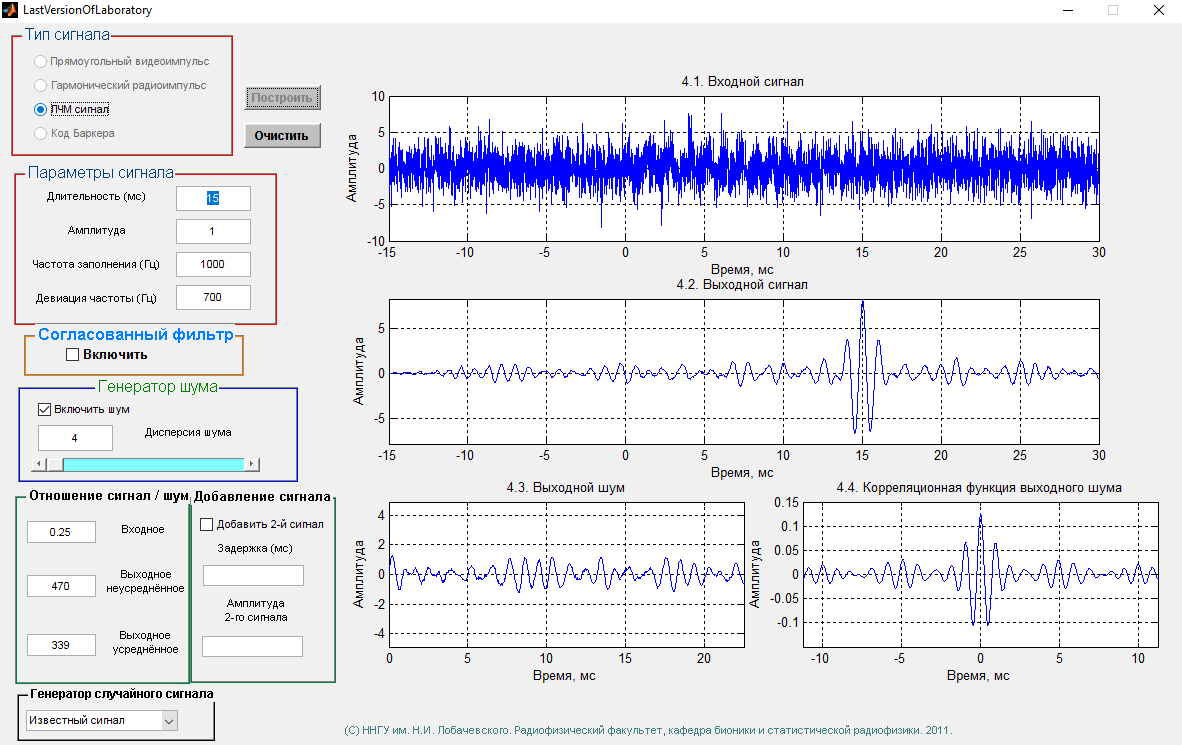 LastVersionOfLaboratory
Тип сигнала
Прямоугольный видеоимпульс
Гармонический радиоимпульс
ЛЧМ сигнал
Код Баркера
Построить
Очистить
Параметры сигнала
Длительность (мс)
15
Амплитуда
1
Частота заполнения (Гц)
1000
Девиация частоты (Гц)
700
Согласованный фильтр
Включить
Генератор шума
Включить шум
4
Дисперсия шума
Отношение сигнал / шум
0.25
Входное
470
Выходное
неусреднённое
339
Выходное
усреднённое
Добавление сигнала
Добавить 2-й сигнал
Задержка (мс)
Амплитуда
2-го сигнала
Генератор случайного сигнала
Известный сигнал
4.1. Входной сигнал
Амплитуда
10
5
0
-5
-10
-15 -10 -5 0 5 10 15 20 25 30
Время, мс
4.2. Выходной сигнал
Амплитуда
5
0
-5
-15 -10 -5 0 5 10 15 20 25 30
Время, мс
4.3. Выходной шум
Амплитуда
4
2
0
-2
-4
0 5 10 15 20
Время, мс
4.4. Корреляционная функция выходного шума
Амплитуда
0.15
0.1
0.05
0
-0.05
-0.1
-10 -5 0 5 10
Время, мс
(C) ННГУ им. Н.И. Лобачевского. Радиофизический факультет, кафедра бионики и статистической радиофизики. 2011.